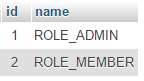 id name
1 ROLE_ADMIN
2 ROLE_MEMBER